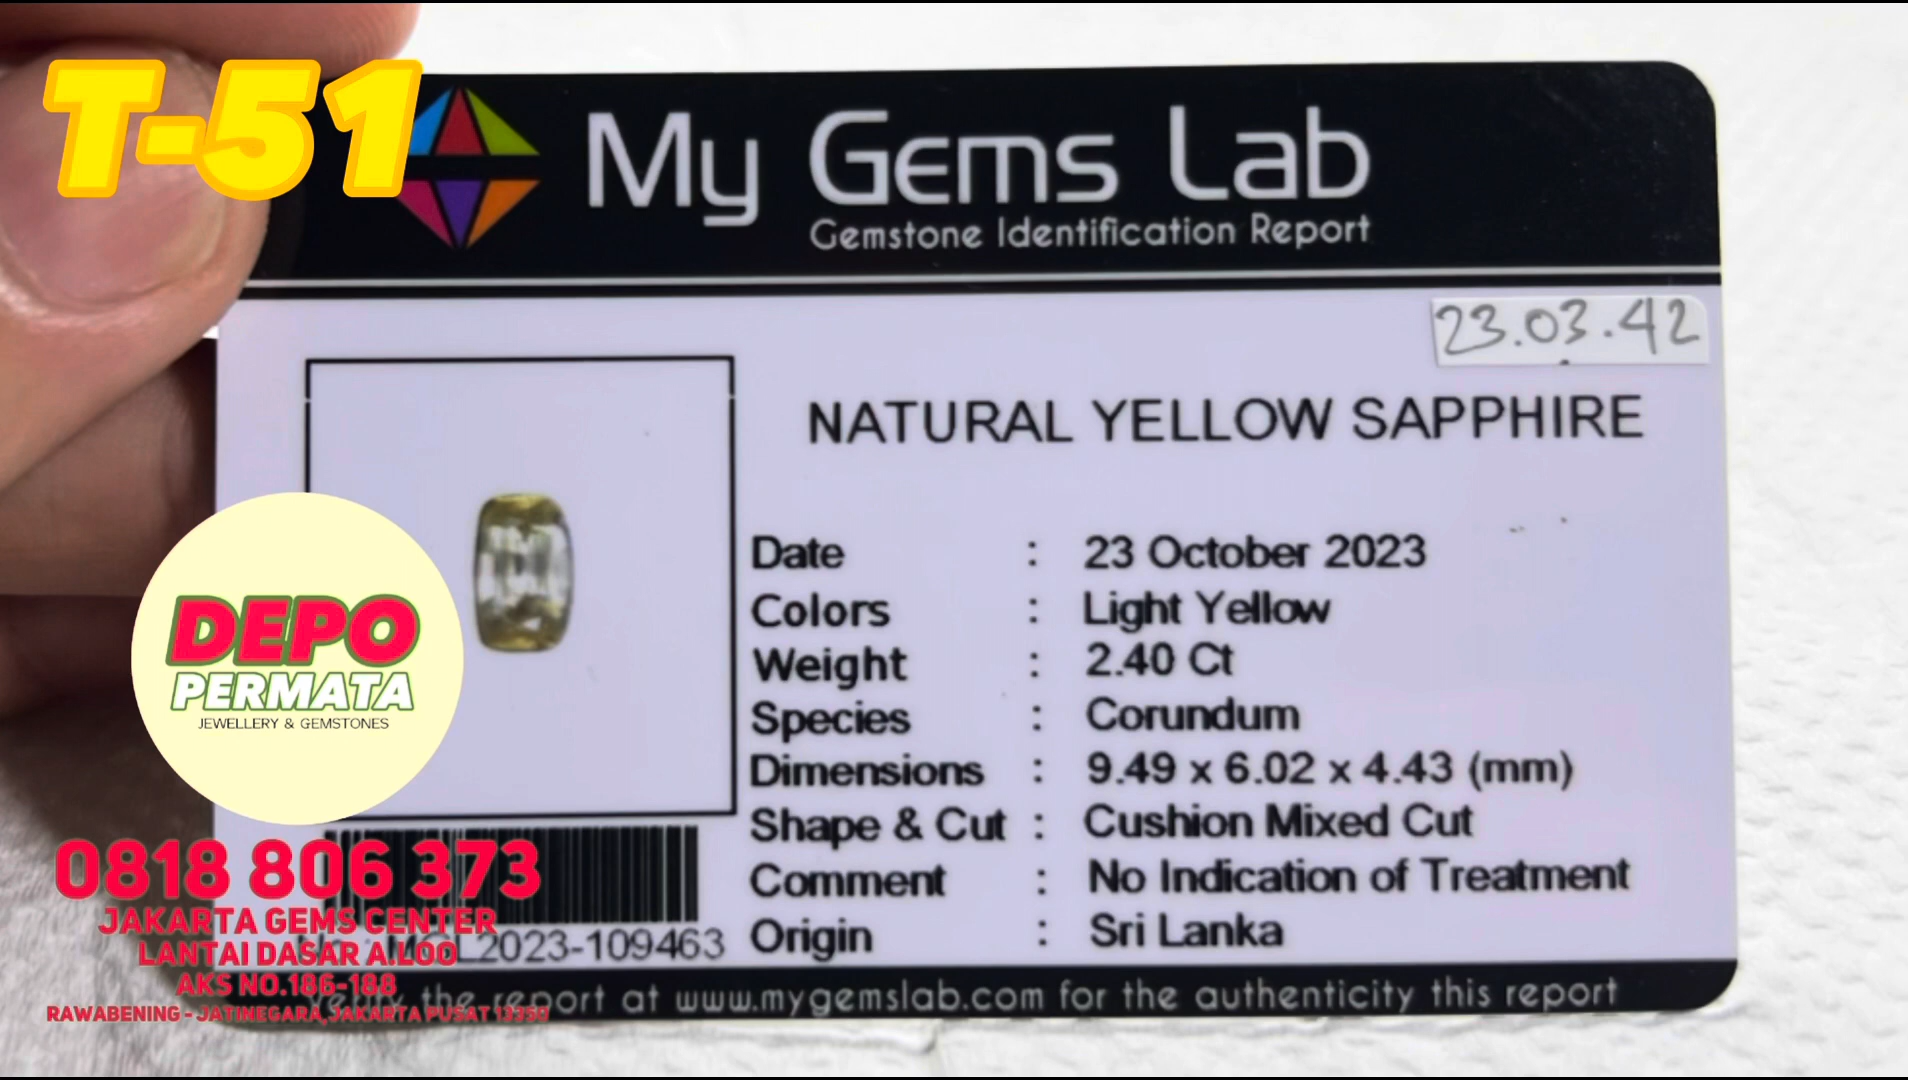 T-51
My Gems Lab
Gemstone Identification Report
23.03.42
NATURAL YELLOW SAPPHIRE
Date : 23 October 2023
Colors : Light Yellow
Weight : 2.40 Ct
Species : Corundum
Dimensions : 9.49 x 6.02 x 4.43 (mm)
Shape & Cut : Cushion Mixed Cut
Comment : No Indication of Treatment
Origin : Sri Lanka
2023-109463
Verify the report at www.mygemslab.com for the authenticity this report
DEPO
PERMATA
JEWELLERY & GEMSTONES
0818 806 373
JAKARTA GEMS CENTER
LANTAI DASAR A.LOO
AKS NO.186-188
RAWABENING - JATINEGARA, JAKARTA PUSAT 13350